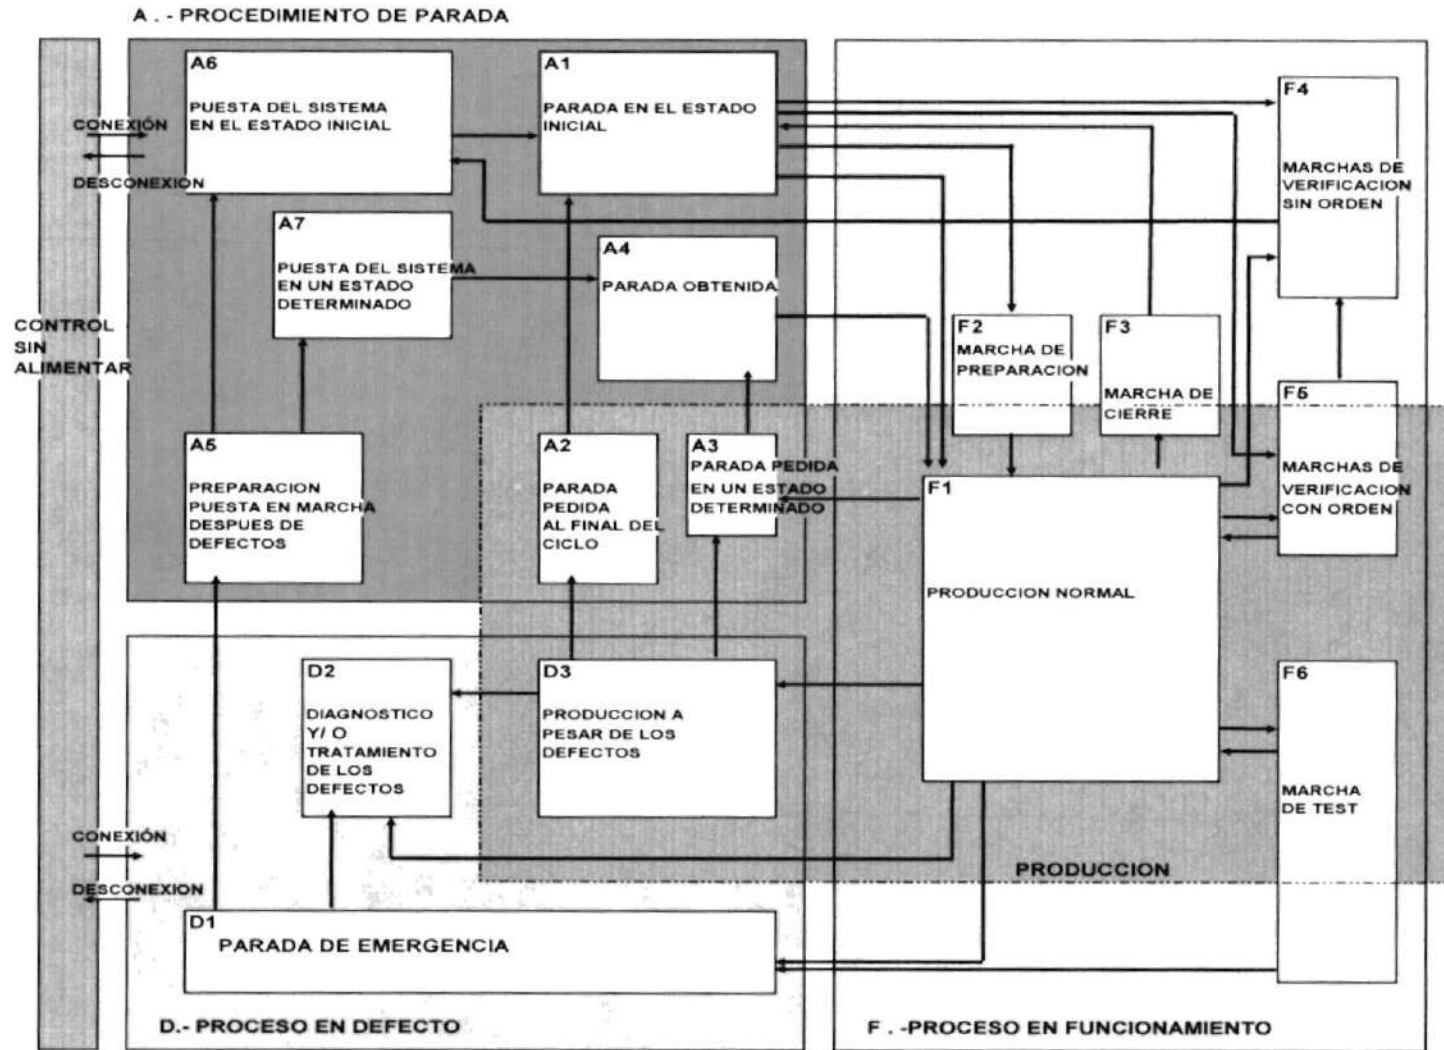 A . - PROCEDIMIENTO DE PARADA
A6
PUESTA DEL SISTEMA
EN EL ESTADO INICIAL
A1
PARADA EN EL ESTADO
INICIAL
F4
MARCHAS DE
VERIFICACION
SIN ORDEN
CONEXIÓN
DESCONEXION
A7
PUESTA DEL SISTEMA
EN UN ESTADO
DETERMINADO
A4
PARADA OBTENIDA
CONTROL
SIN
ALIMENTAR
F2
MARCHA DE
PREPARACION
F3
MARCHA DE
CIERRE
F5
MARCHAS DE
VERIFICACION
CON ORDEN
A5
PREPARACION
PUESTA EN MARCHA
DESPUES DE
DEFECTOS
A2
PARADA
PEDIDA
AL FINAL DEL
CICLO
A3
PARADA PEDIDA
EN UN ESTADO
DETERMINADO
F1
PRODUCCION NORMAL
D2
DIAGNOSTICO
Y/ O
TRATAMIENTO
DE LOS
DEFECTOS
D3
PRODUCCION A
PESAR DE LOS
DEFECTOS
F6
MARCHA
DE TEST
CONEXIÓN
DESCONEXION
PRODUCCION
D1
PARADA DE EMERGENCIA
D.- PROCESO EN DEFECTO
F . -PROCESO EN FUNCIONAMIENTO